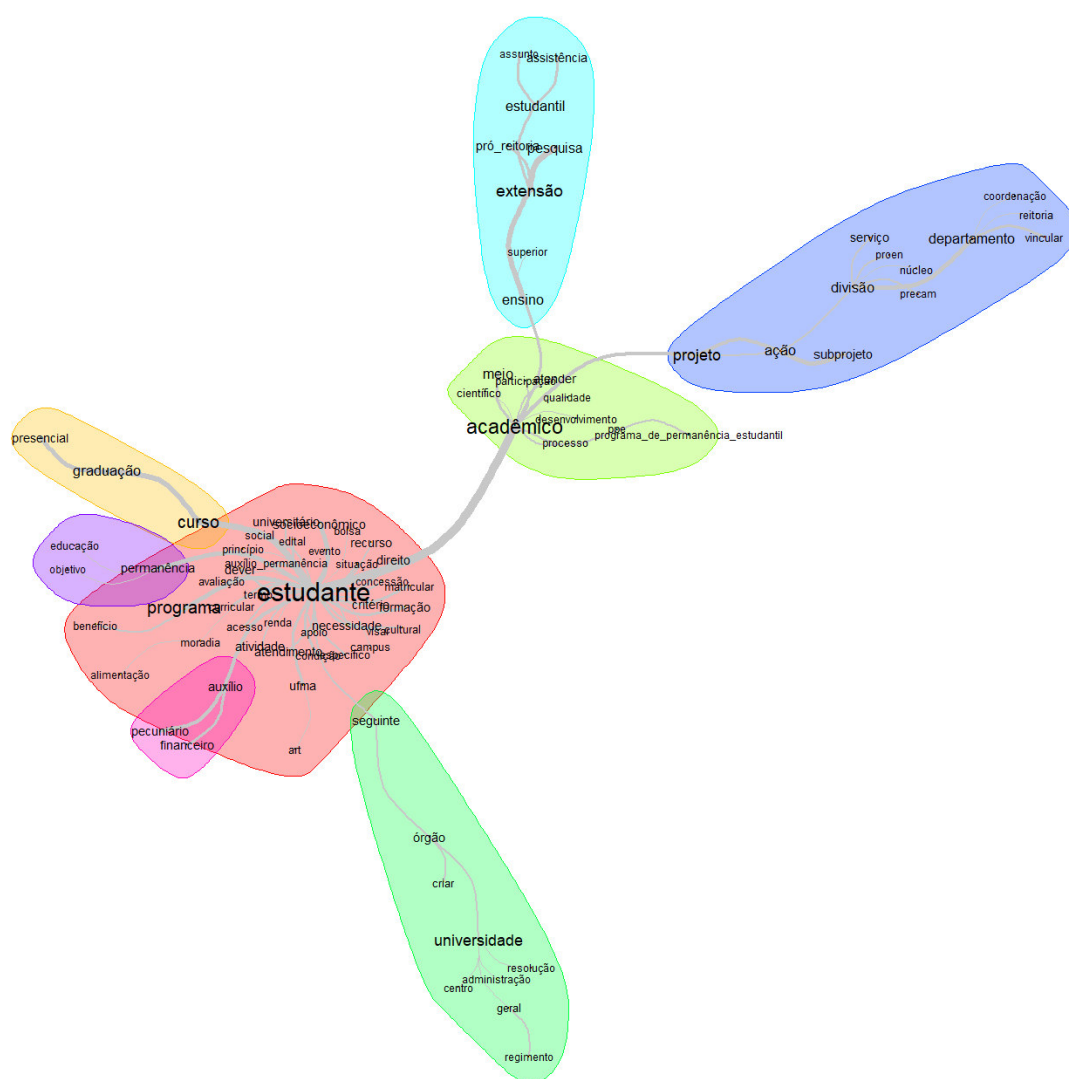 assunto
assistência
estudantil
pró_reitoria
pesquisa
extensão
superior
ensino
coordenação
reitoria
departamento
vincular
serviço
proen
núcleo
divisão
precam
projeto
ação
subprojeto
meio
participação
atender
científico
qualidade
desenvolvimento
acadêmico
ppe
programa_de_permanência_estudantil
processo
presencial
graduação
curso
universitário
socioeconômico
bolsa
social
edital
recurso
educação
princípio
evento
direito
objetivo
permanência
auxílio_permanência
situação
dever
avaliação
concessão
matricular
estudante
programa
curricular
critério
formação
benefício
acesso
renda
necessidade
visar
cultural
apoio
moradia
atividade
atendimento
condição
específico
campus
alimentação
auxílio
ufma
pecuniário
financeiro
art
seguinte
órgão
criar
universidade
resolução
administração
centro
geral
regimento